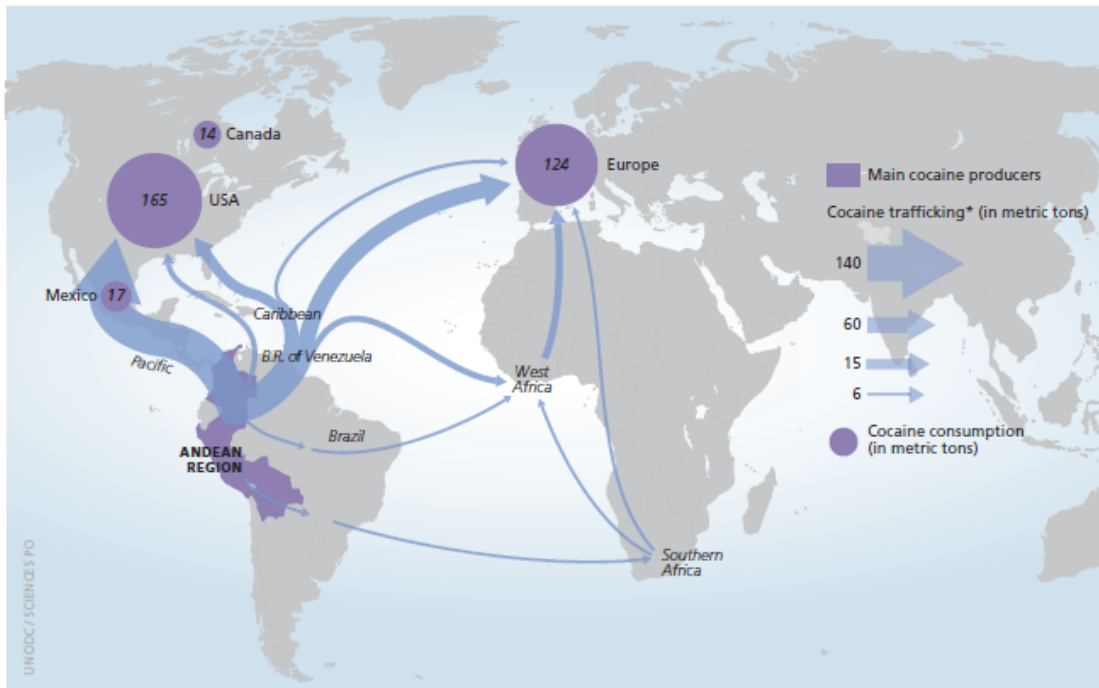 14 Canada
165 USA
124 Europe
Main cocaine producers
Cocaine trafficking* (in metric tons)
140
60
15
6
Cocaine consumption
(in metric tons)
Mexico 17
Pacific
Caribbean
B.R. of Venezuela
West
Africa
Brazil
ANDEAN
REGION
Southern
Africa
UNODC / SCIENCES PO